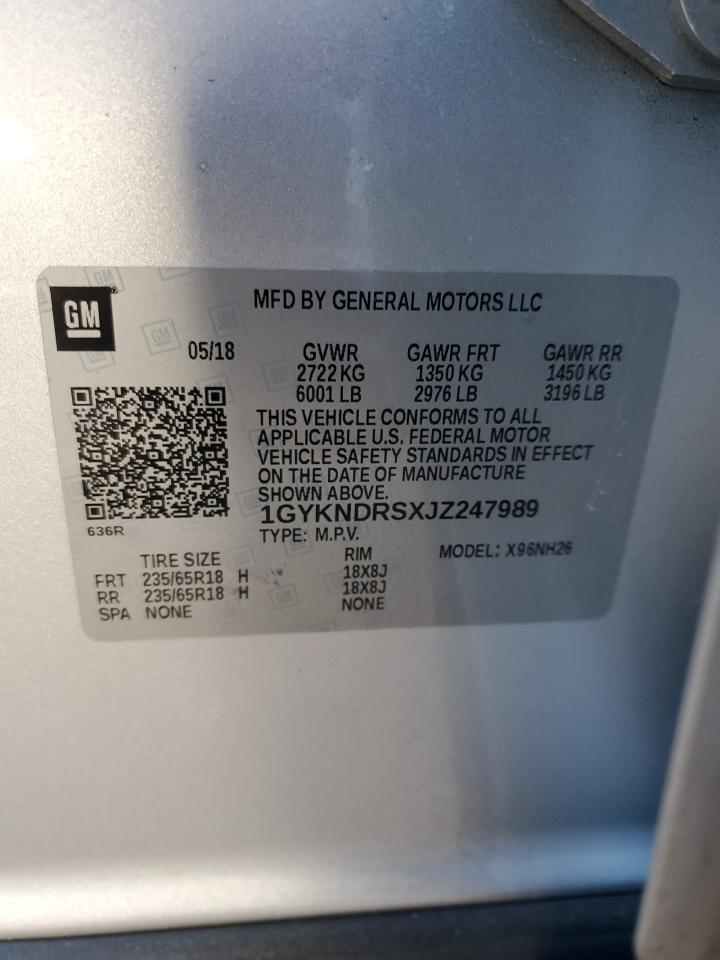 GM
MFD BY GENERAL MOTORS LLC
05/18 GVWR GAWR FRT GAWR RR
2722 KG 1350 KG 1450 KG
6001 LB 2976 LB 3196 LB
THIS VEHICLE CONFORMS TO ALL
APPLICABLE U.S. FEDERAL MOTOR
VEHICLE SAFETY STANDARDS IN EFFECT
ON THE DATE OF MANUFACTURE
SHOWN ABOVE.
1GYKNDRSXJZ247989
636R
TYPE: M.P.V.
TIRE SIZE RIM MODEL: X96NH26
FRT 235/65R18 H 18X8J
RR 235/65R18 H 18X8J
SPA NONE NONE